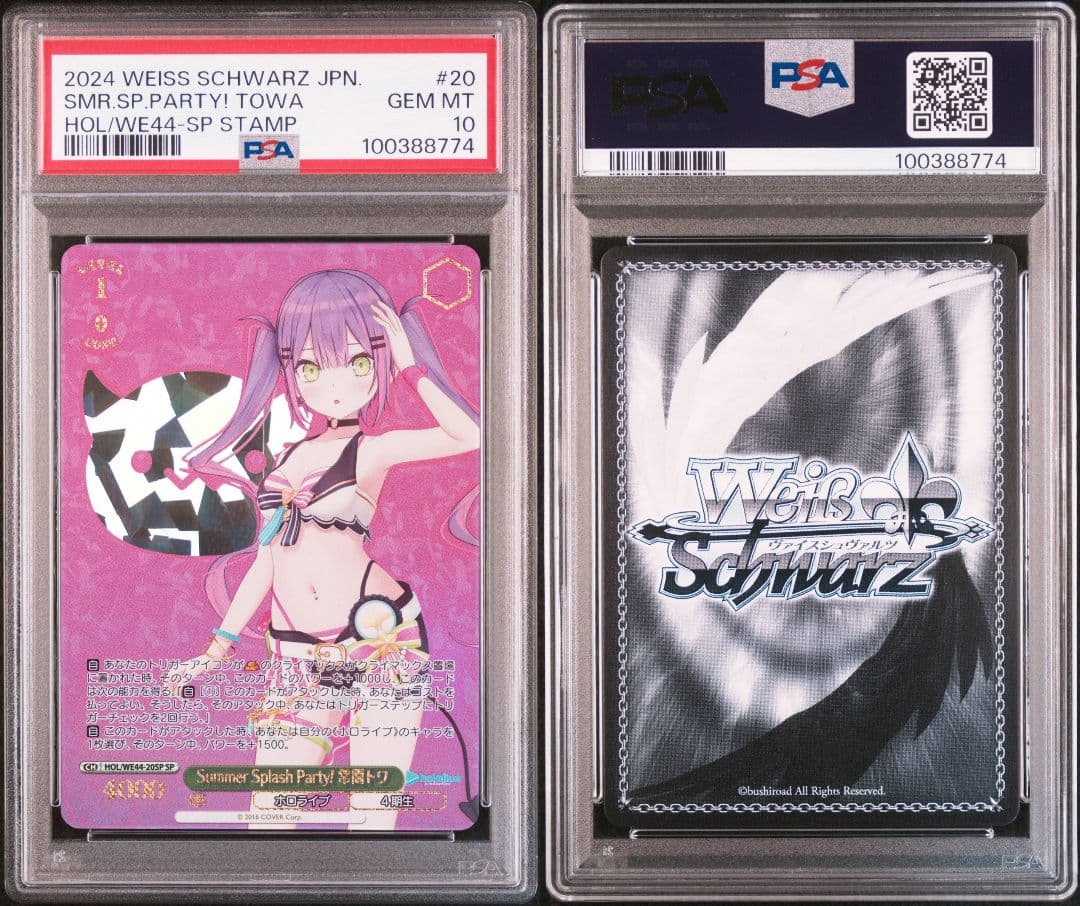 2024 WEISS SCHWARZ JPN. #20
SMR.SP.PARTY! TOWA GEM MT
HOL/WE44-SP STAMP 10
PSA 100388774
LEVEL
1
0
COST
自 あなたのトリガーアイコンが のクライマックスがクライマックス置場
に置かれた時、そのターン中、このカードのパワーを+1000し、このカード
は次の能力を得る。『自 [①] このカードがアタックした時、あなたはコストを
払ってよい。そうしたら、そのアタック中、あなたはトリガーステップにトリ
ガーチェックを2回行う。』
自 このカードがアタックした時、あなたは自分の《ホロライブ》のキャラを
1枚選び、そのターン中、パワーを+1500。
CH HOL/WE44-20SP SP
4000
Summer Splash Party! 常闇トワ
hololive
ホロライブ 4期生
© 2016 COVER Corp.
PSA
PSA
PSA
100388774
Weiß
ヴァイスシュヴァルツ
Schwarz
©bushiroad All Rights Reserved.
PSA